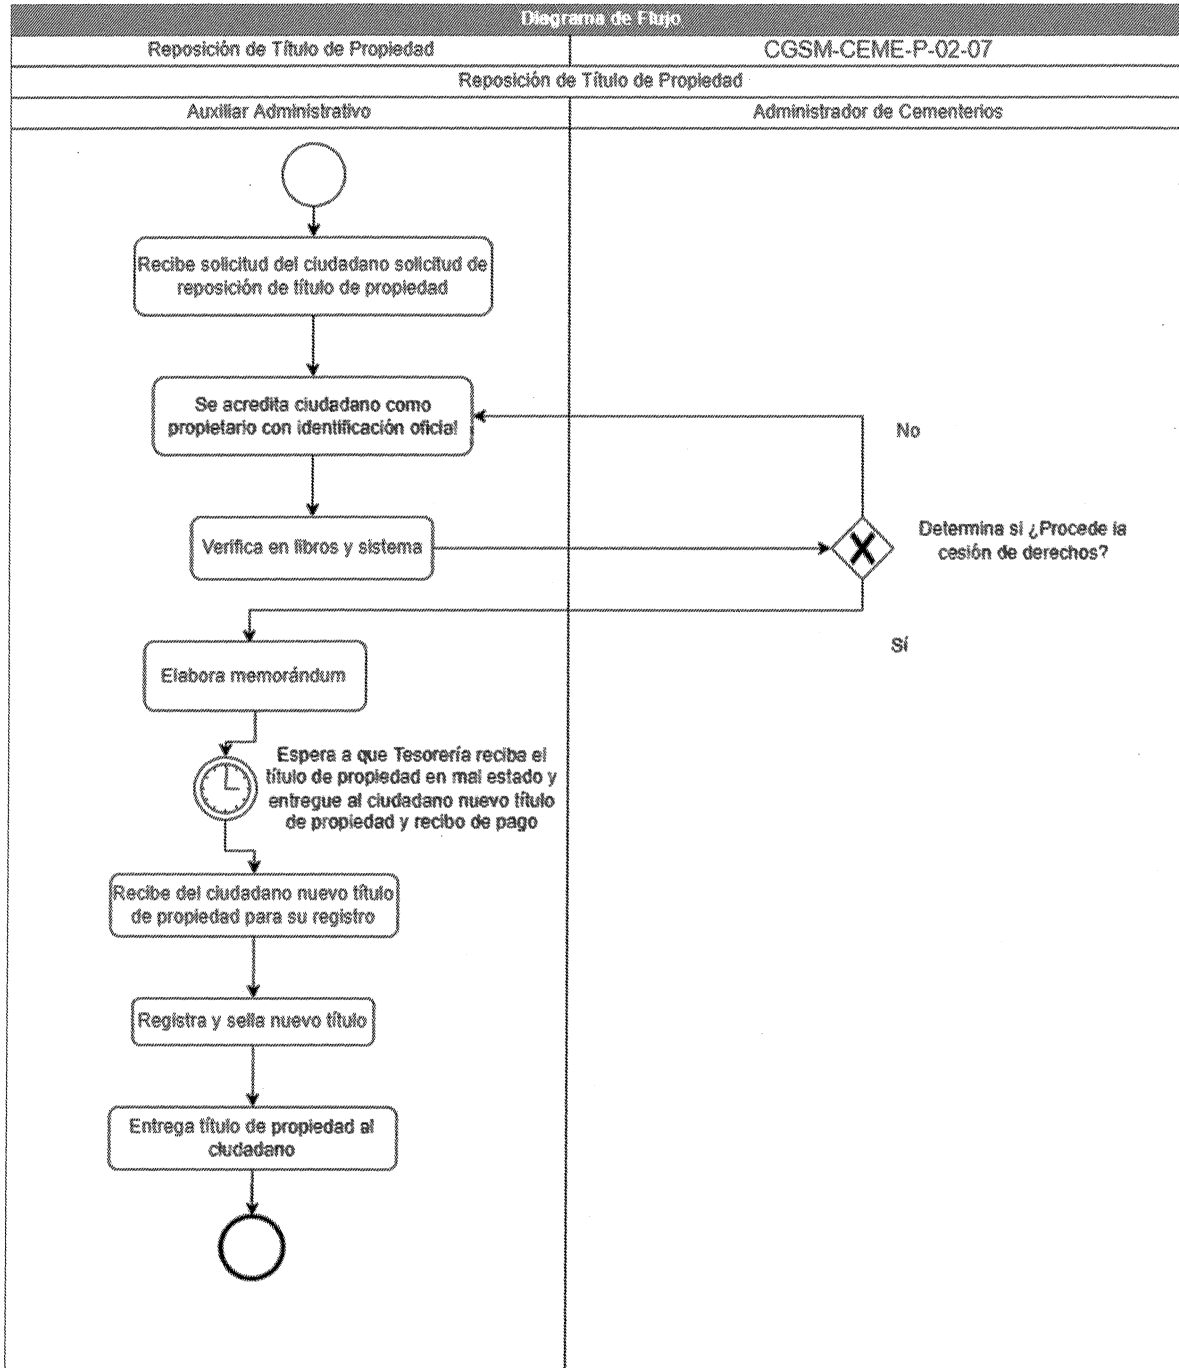 Diagrama de Flujo
Reposición de Título de Propiedad
CGSM-CEME-P-02-07
Reposición de Título de Propiedad
Auxiliar Administrativo
Administrador de Cementerios
Recibe solicitud del ciudadano solicitud de
reposición de título de propiedad
Se acredita ciudadano como
propietario con identificación oficial
No
Verifica en libros y sistema
Determina si ¿Procede la
cesión de derechos?
Sí
Elabora memorándum
Espera a que Tesorería reciba el
título de propiedad en mal estado y
entregue al ciudadano nuevo título
de propiedad y recibo de pago
Recibe del ciudadano nuevo título
de propiedad para su registro
Registra y sella nuevo título
Entrega título de propiedad al
ciudadano